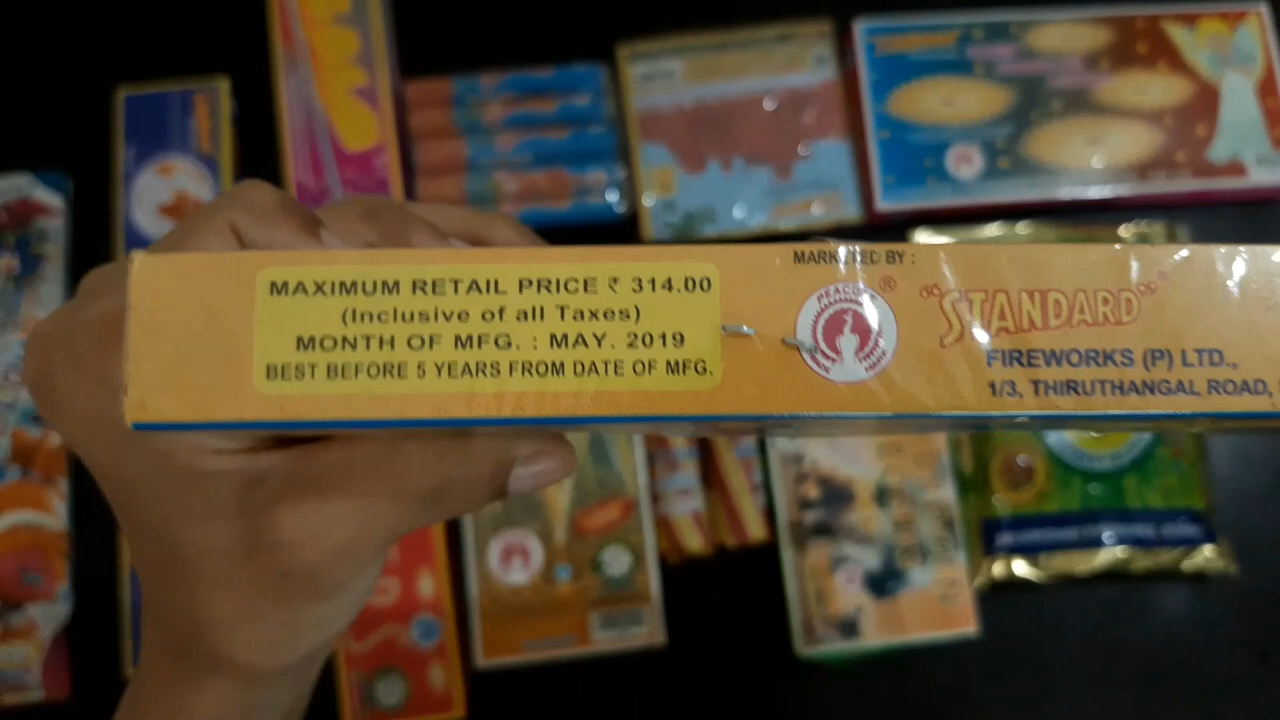 MAXIMUM RETAIL PRICE ₹ 314.00
(Inclusive of all Taxes)
MONTH OF MFG. : MAY. 2019
BEST BEFORE 5 YEARS FROM DATE OF MFG.
MARKETED BY :
PEACOCK
MARK
®
"STANDARD"
FIREWORKS (P) LTD.,
1/3, THIRUTHANGAL ROAD,